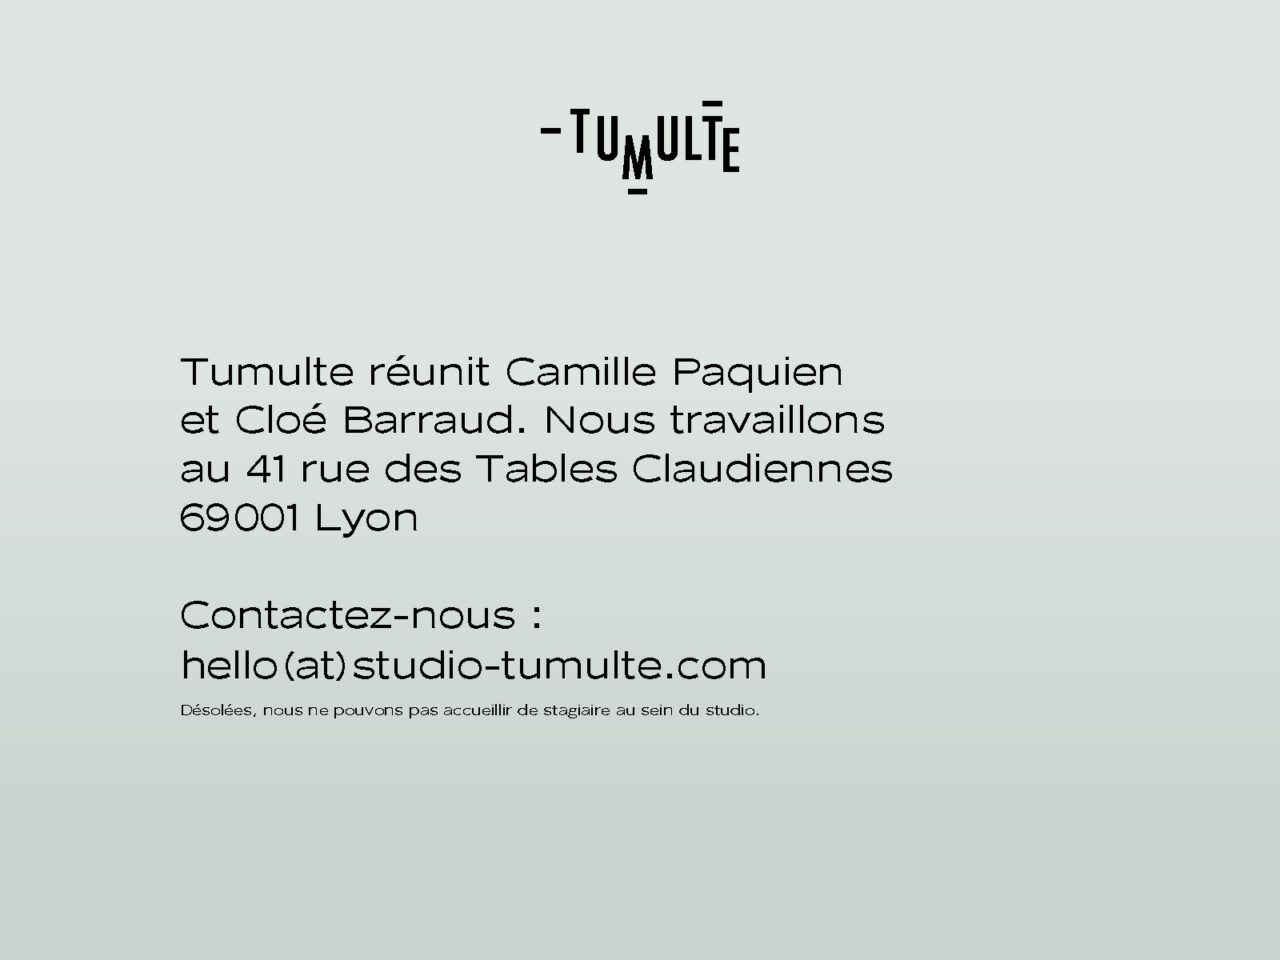 TUMULTE
Tumulte réunit Camille Paquien
et Cloé Barraud. Nous travaillons
au 41 rue des Tables Claudiennes
69001 Lyon
Contactez-nous :
hello(at)studio-tumulte.com
Désolées, nous ne pouvons pas accueillir de stagiaire au sein du studio.